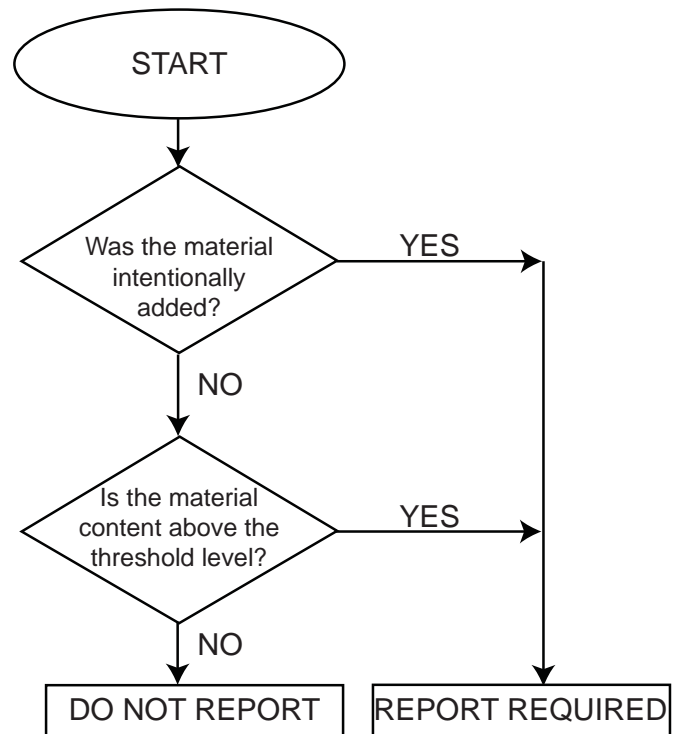 START
Was the material
intentionally
added?
YES
NO
Is the material
content above the
threshold level?
YES
NO
DO NOT REPORT
REPORT REQUIRED